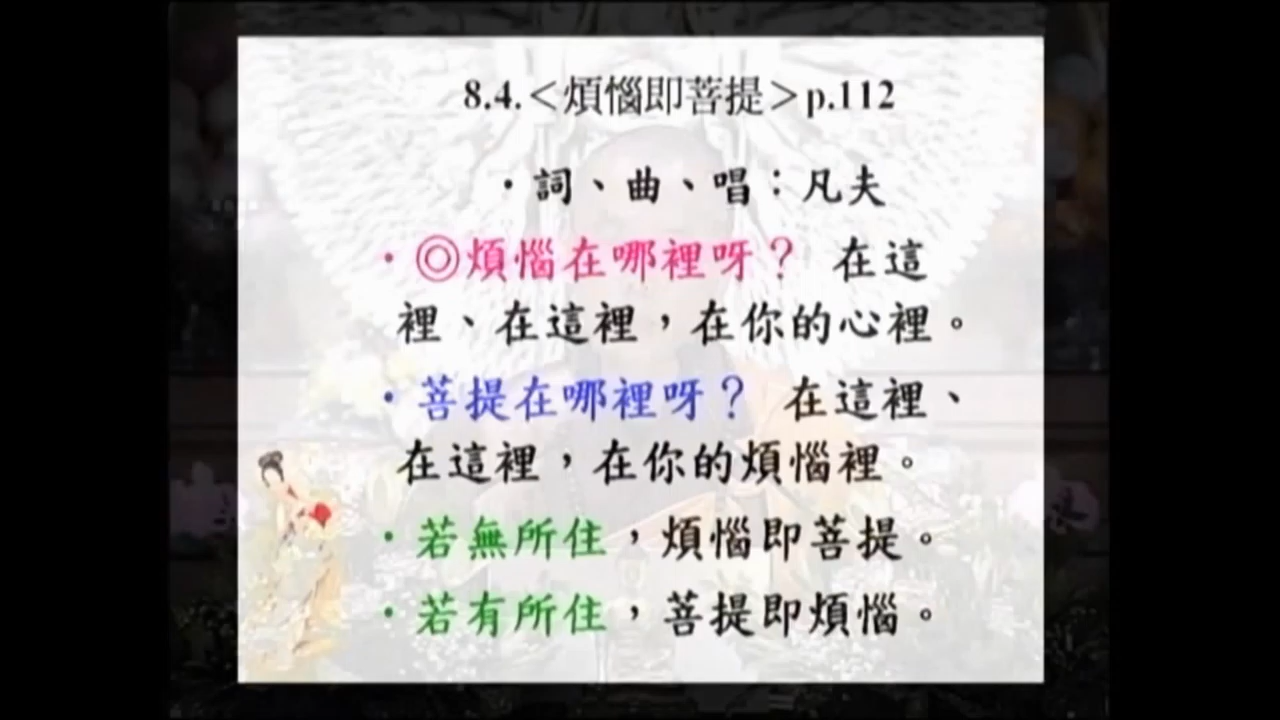 8.4.＜煩惱即菩提＞p.112
・詞、曲、唱：凡夫
・◎煩惱在哪裡呀？ 在這
裡、在這裡，在你的心裡。
・菩提在哪裡呀？ 在這裡、
在這裡，在你的煩惱裡。
・若無所住，煩惱即菩提。
・若有所住，菩提即煩惱。